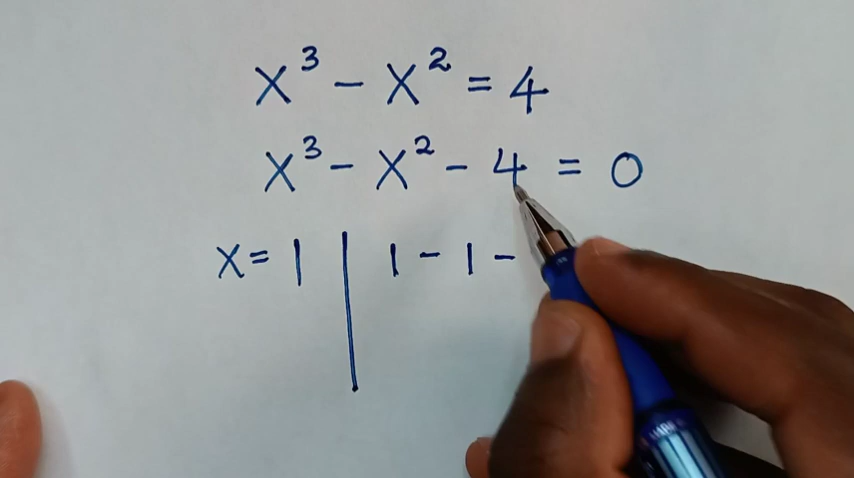 x³ - x² = 4
x³ - x² - 4 = 0
x = 1 | 1 - 1 -